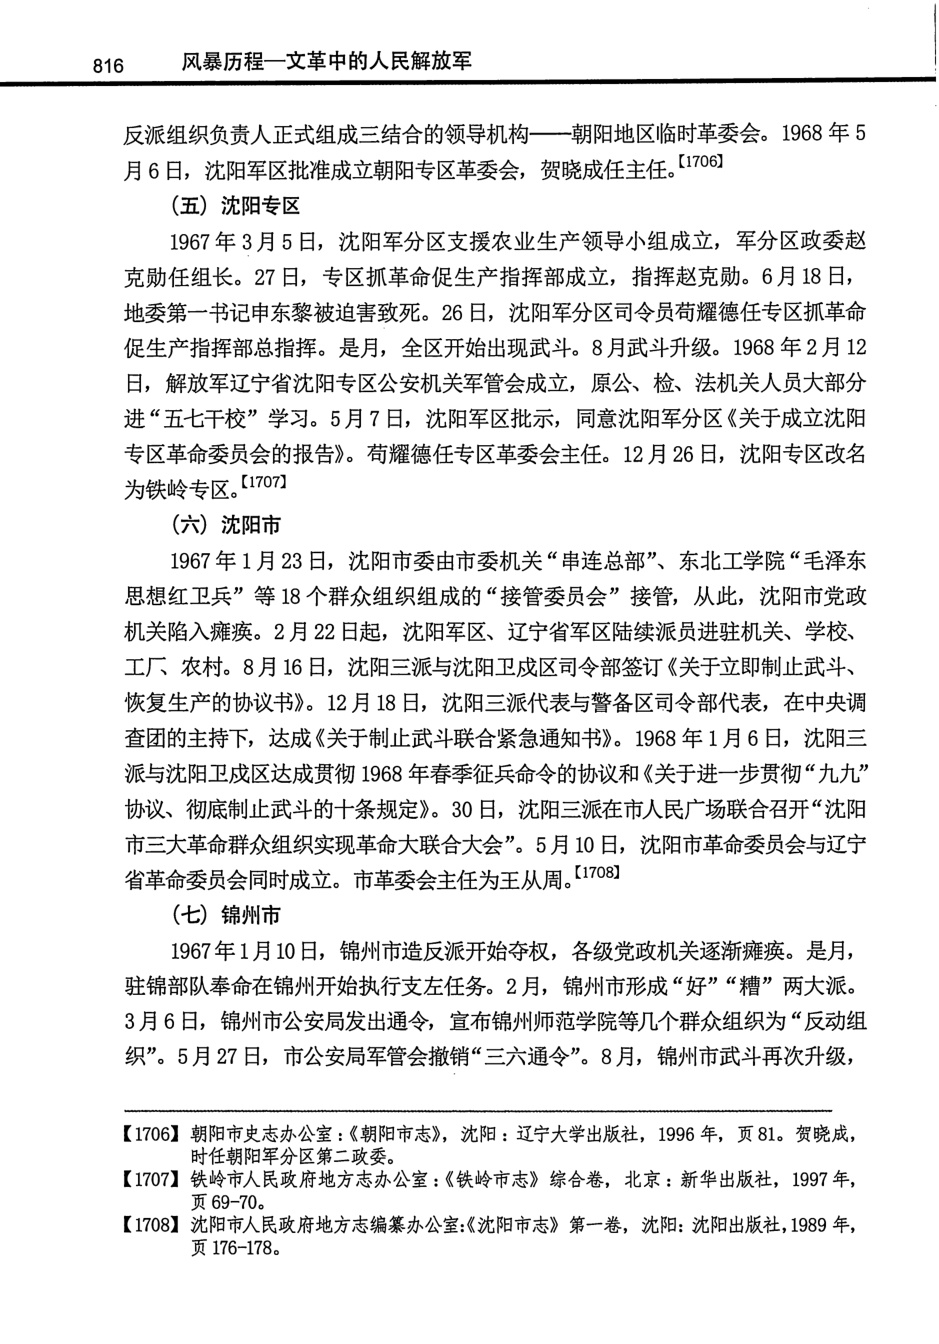 816 风暴历程—文革中的人民解放军
反派组织负责人正式组成三结合的领导机构——朝阳地区临时革委会。1968 年 5
月 6 日，沈阳军区批准成立朝阳专区革委会，贺晓成任主任。【1706】
（五）沈阳专区
1967 年 3 月 5 日，沈阳军分区支援农业生产领导小组成立，军分区政委赵
克勋任组长。27 日，专区抓革命促生产指挥部成立，指挥赵克勋。6 月 18 日，
地委第一书记申东黎被迫害致死。26 日，沈阳军分区司令员苟耀德任专区抓革命
促生产指挥部总指挥。是月，全区开始出现武斗。8 月武斗升级。1968 年 2 月 12
日，解放军辽宁省沈阳专区公安机关军管会成立，原公、检、法机关人员大部分
进“五七干校”学习。5 月 7 日，沈阳军区批示，同意沈阳军分区《关于成立沈阳
专区革命委员会的报告》。苟耀德任专区革委会主任。12 月 26 日，沈阳专区改名
为铁岭专区。【1707】
（六）沈阳市
1967 年 1 月 23 日，沈阳市委由市委机关“串连总部”、东北工学院“毛泽东
思想红卫兵”等 18 个群众组织组成的“接管委员会”接管，从此，沈阳市党政
机关陷入瘫痪。2 月 22 日起，沈阳军区、辽宁省军区陆续派员进驻机关、学校、
工厂、农村。8 月 16 日，沈阳三派与沈阳卫戍区司令部签订《关于立即制止武斗、
恢复生产的协议书》。12 月 18 日，沈阳三派代表与警备区司令部代表，在中央调
查团的主持下，达成《关于制止武斗联合紧急通知书》。1968 年 1 月 6 日，沈阳三
派与沈阳卫戍区达成贯彻 1968 年春季征兵命令的协议和《关于进一步贯彻“九九”
协议、彻底制止武斗的十条规定》。30 日，沈阳三派在市人民广场联合召开“沈阳
市三大革命群众组织实现革命大联合大会”。5 月 10 日，沈阳市革命委员会与辽宁
省革命委员会同时成立。市革委会主任为王从周。【1708】
（七）锦州市
1967 年 1 月 10 日，锦州市造反派开始夺权，各级党政机关逐渐瘫痪。是月，
驻锦部队奉命在锦州开始执行支左任务。2 月，锦州市形成“好”“糟”两大派。
3 月 6 日，锦州市公安局发出通令，宣布锦州师范学院等几个群众组织为“反动组
织”。5 月 27 日，市公安局军管会撤销“三六通令”。8 月，锦州市武斗再次升级，
【1706】朝阳市史志办公室：《朝阳市志》，沈阳：辽宁大学出版社，1996 年，页 81。贺晓成，
时任朝阳军分区第二政委。
【1707】铁岭市人民政府地方志办公室：《铁岭市志》综合卷，北京：新华出版社，1997 年，
页 69-70。
【1708】沈阳市人民政府地方志编纂办公室：《沈阳市志》第一卷，沈阳：沈阳出版社，1989 年，
页 176-178。